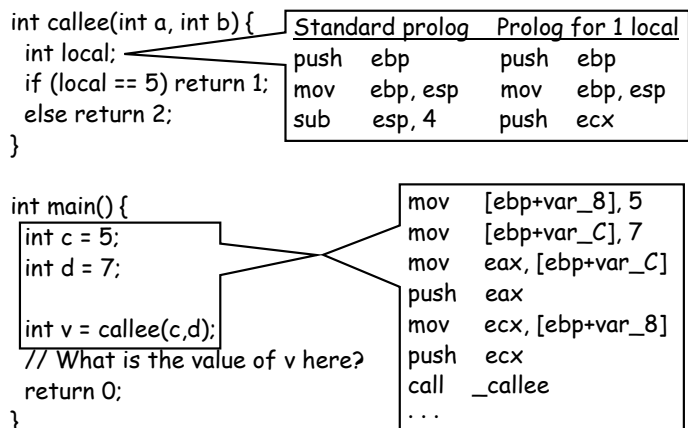 int callee(int a, int b) {
int local;
if (local == 5) return 1;
else return 2;
}
Standard prolog Prolog for 1 local
push ebp push ebp
mov ebp, esp mov ebp, esp
sub esp, 4 push ecx
int main() {
int c = 5;
int d = 7;
int v = callee(c,d);
// What is the value of v here?
return 0;
}
mov [ebp+var_8], 5
mov [ebp+var_C], 7
mov eax, [ebp+var_C]
push eax
mov ecx, [ebp+var_8]
push ecx
call _callee
. . .